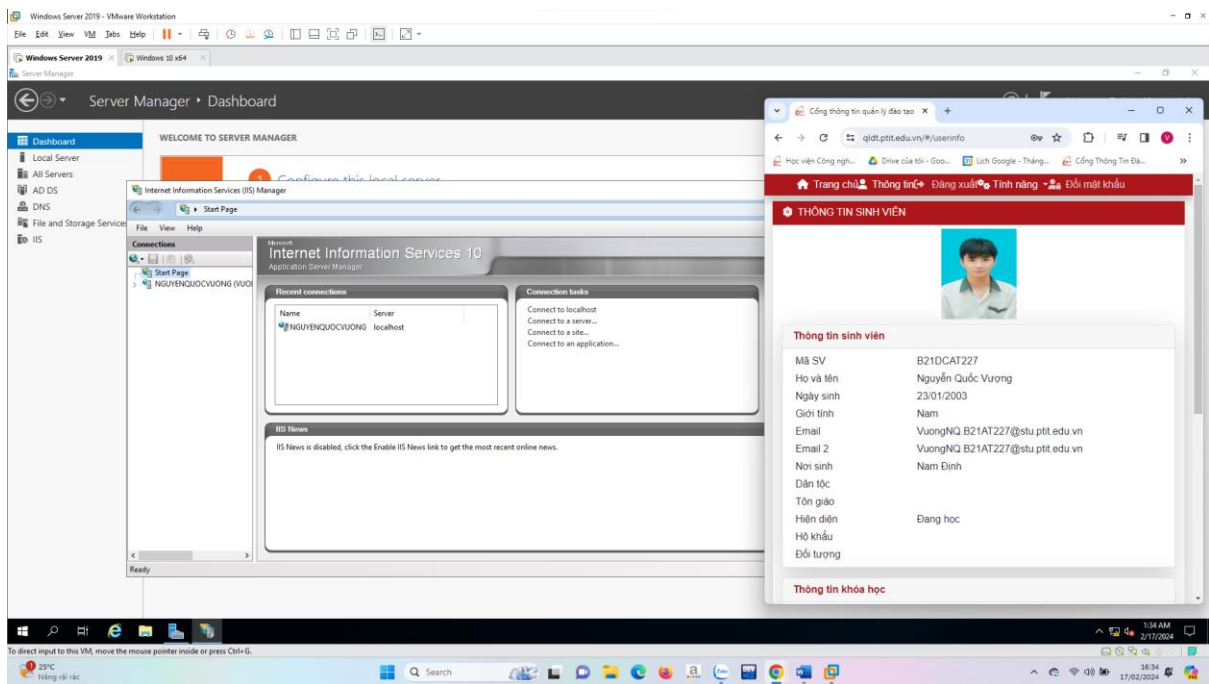 Windows Server 2019 - VMware Workstation
File Edit View VM Tabs Help
Windows Server 2019
Windows 10 x64
Server Manager
Server Manager • Dashboard
Dashboard
Local Server
All Servers
AD DS
DNS
File and Storage Services
IIS
WELCOME TO SERVER MANAGER
1 Configure this local server
Internet Information Services (IIS) Manager
Start Page
File View Help
Connections
Start Page
NGUYENQUOCVUONG (VUO
Microsoft
Internet Information Services 10
Application Server Manager
Recent connections
Name Server
NGUYENQUOCVUONG localhost
Connection tasks
Connect to localhost
Connect to a server...
Connect to a site...
Connect to an application...
IIS News
IIS News is disabled, click the Enable IIS News link to get the most recent online news.
Ready
Cổng thông tin quản lý đào tạo
qldt.ptit.edu.vn/#/userinfo
Học viện Công ngh...
Drive của tôi - Goo...
Lịch Google - Tháng...
Cổng Thông Tin Đà...
Trang chủ Thông tin Đăng xuất Tính năng Đổi mật khẩu
THÔNG TIN SINH VIÊN
Thông tin sinh viên
Mã SV B21DCAT227
Họ và tên Nguyễn Quốc Vượng
Ngày sinh 23/01/2003
Giới tính Nam
Email VuongNQ.B21AT227@stu.ptit.edu.vn
Email 2 VuongNQ.B21AT227@stu.ptit.edu.vn
Nơi sinh Nam Định
Dân tộc
Tôn giáo
Hiện diện Đang học
Hộ khẩu
Đối tượng
Thông tin khóa học
1:34 AM
2/17/2024
To direct input to this VM, move the mouse pointer inside or press Ctrl+G.
25°C
Nắng rải rác
Search
16:34
17/02/2024